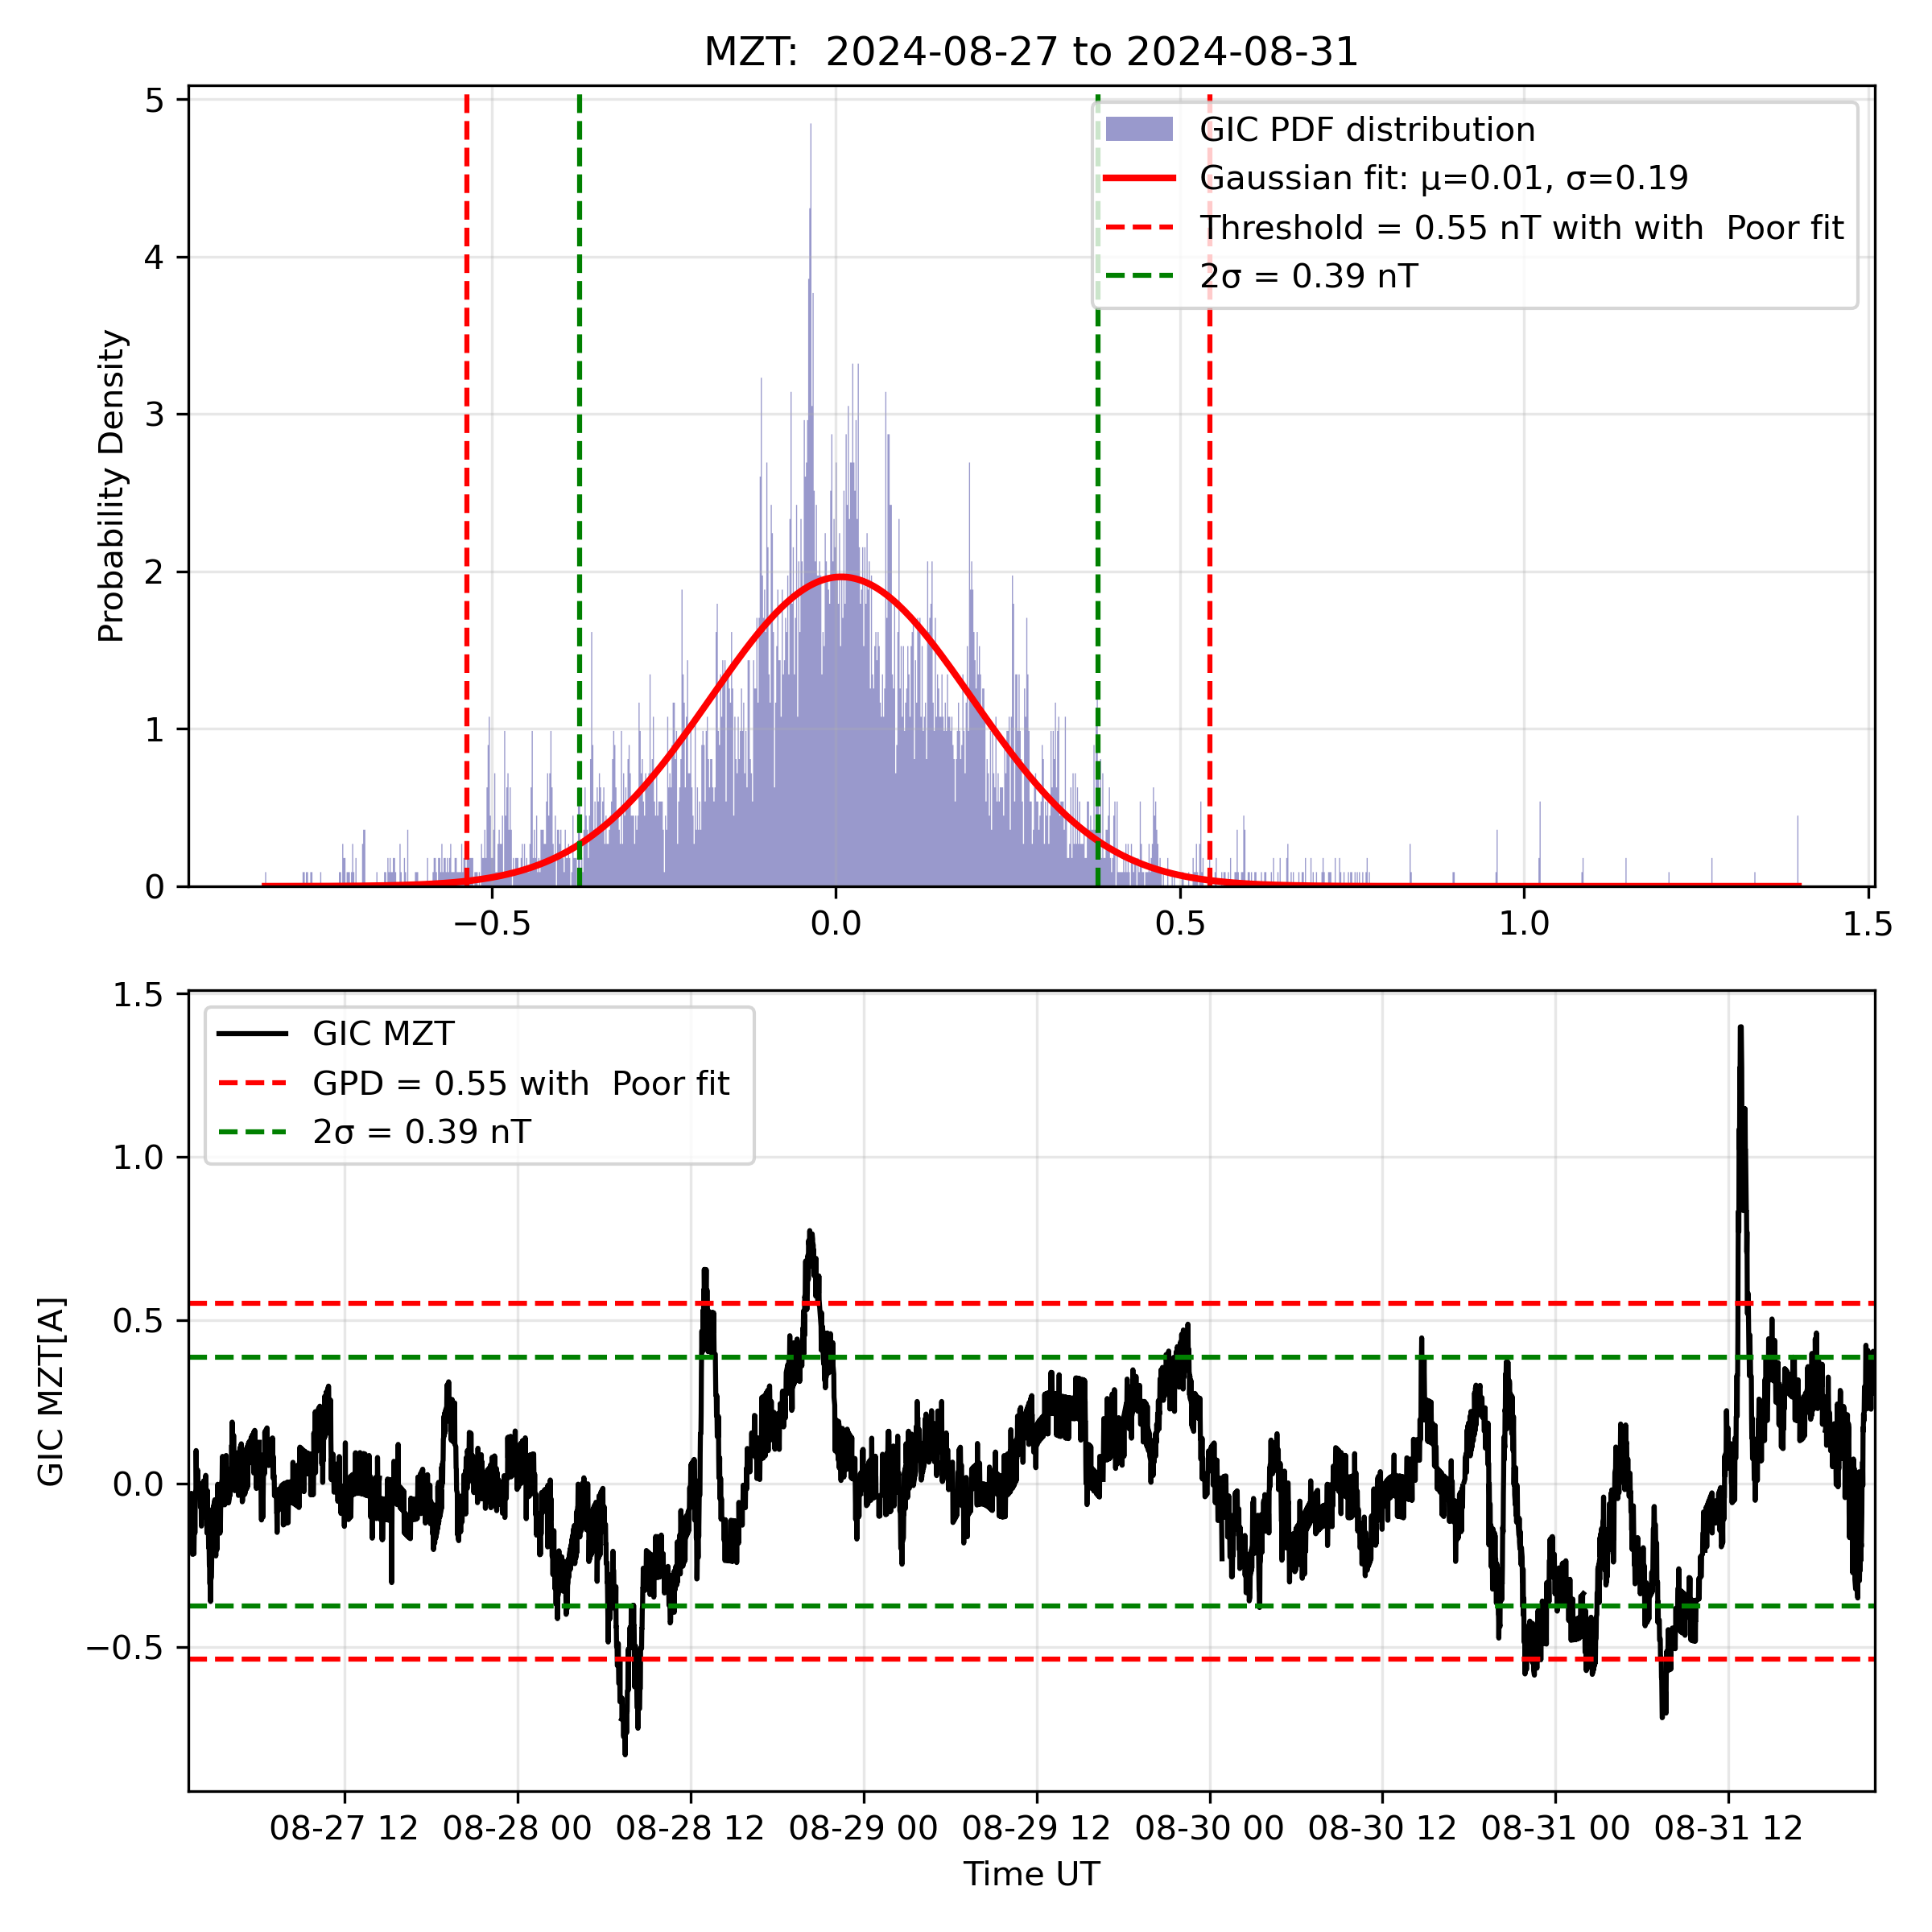 MZT:  2024-08-27 to 2024-08-31
5
4
3
2
1
0
Probability Density
GIC PDF distribution
Gaussian fit: μ=0.01, σ=0.19
Threshold = 0.55 nT with with  Poor fit
2σ = 0.39 nT
−0.5
0.0
0.5
1.0
1.5
1.5
1.0
0.5
0.0
−0.5
GIC MZT[A]
GIC MZT
GPD = 0.55 with  Poor fit
2σ = 0.39 nT
08-27 12
08-28 00
08-28 12
08-29 00
08-29 12
08-30 00
08-30 12
08-31 00
08-31 12
Time UT